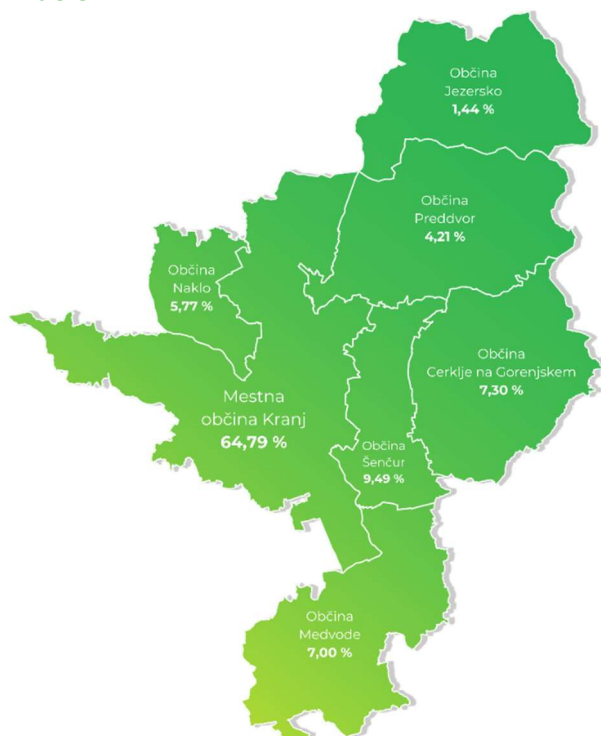 Občina
Jezersko
1,44 %
Občina
Preddvor
4,21 %
Občina
Naklo
5,77 %
Občina
Cerklje na Gorenjskem
7,30 %
Mestna
občina Kranj
64,79 %
Občina
Šenčur
9,49 %
Občina
Medvode
7,00 %